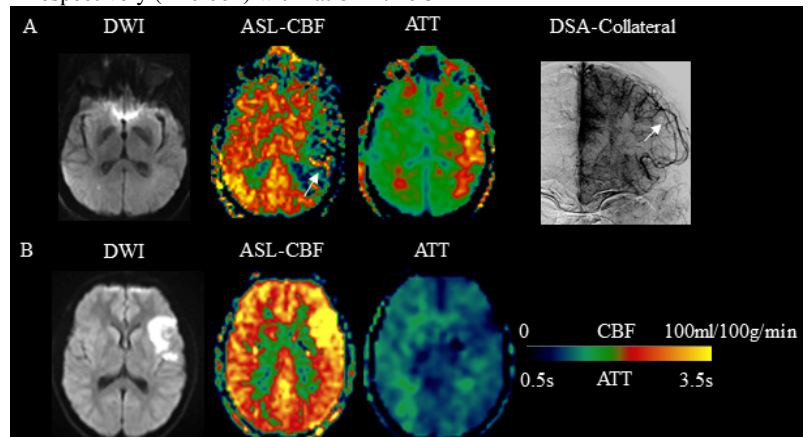 A DWI ASL-CBF ATT DSA-Collateral
B DWI ASL-CBF ATT
0 CBF 100ml/100g/min
0.5s ATT 3.5s